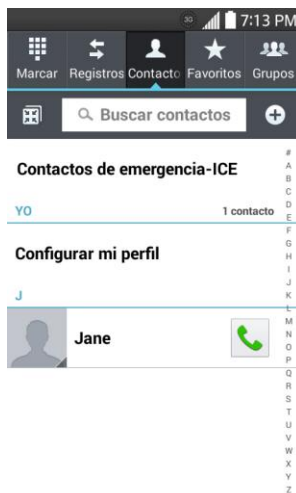 3G 7:13 PM
Marcar Registros Contacto Favoritos Grupos
Buscar contactos
Contactos de emergencia-ICE
YO 1 contacto
Configurar mi perfil
J
Jane
#
A
B
C
D
E
F
G
H
I
J
K
L
M
N
O
P
Q
R
S
T
U
V
W
X
Y
Z